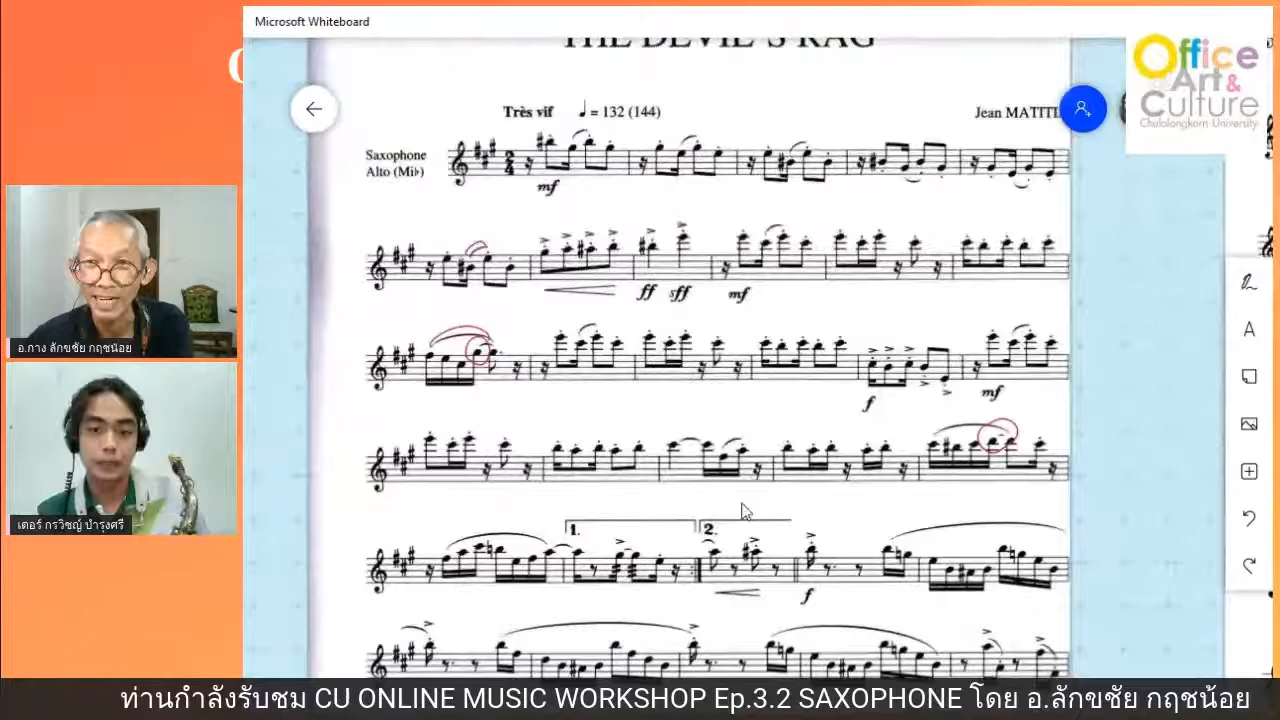 Microsoft Whiteboard
THE DEVIL'S RAG
Office
Art &
Culture
Chulalongkorn University
Très vif = 132 (144)
Jean MATITI
Saxophone
Alto (Mi♭)
mf
ff sff mf
f mf
1. 2.
f
อ.กาง ลักขชัย กฤชน้อย
เตอร์ กรวิชญ์ บำรุงศรี
ท่านกำลังรับชม CU ONLINE MUSIC WORKSHOP Ep.3.2 SAXOPHONE โดย อ.ลักขชัย กฤชน้อย